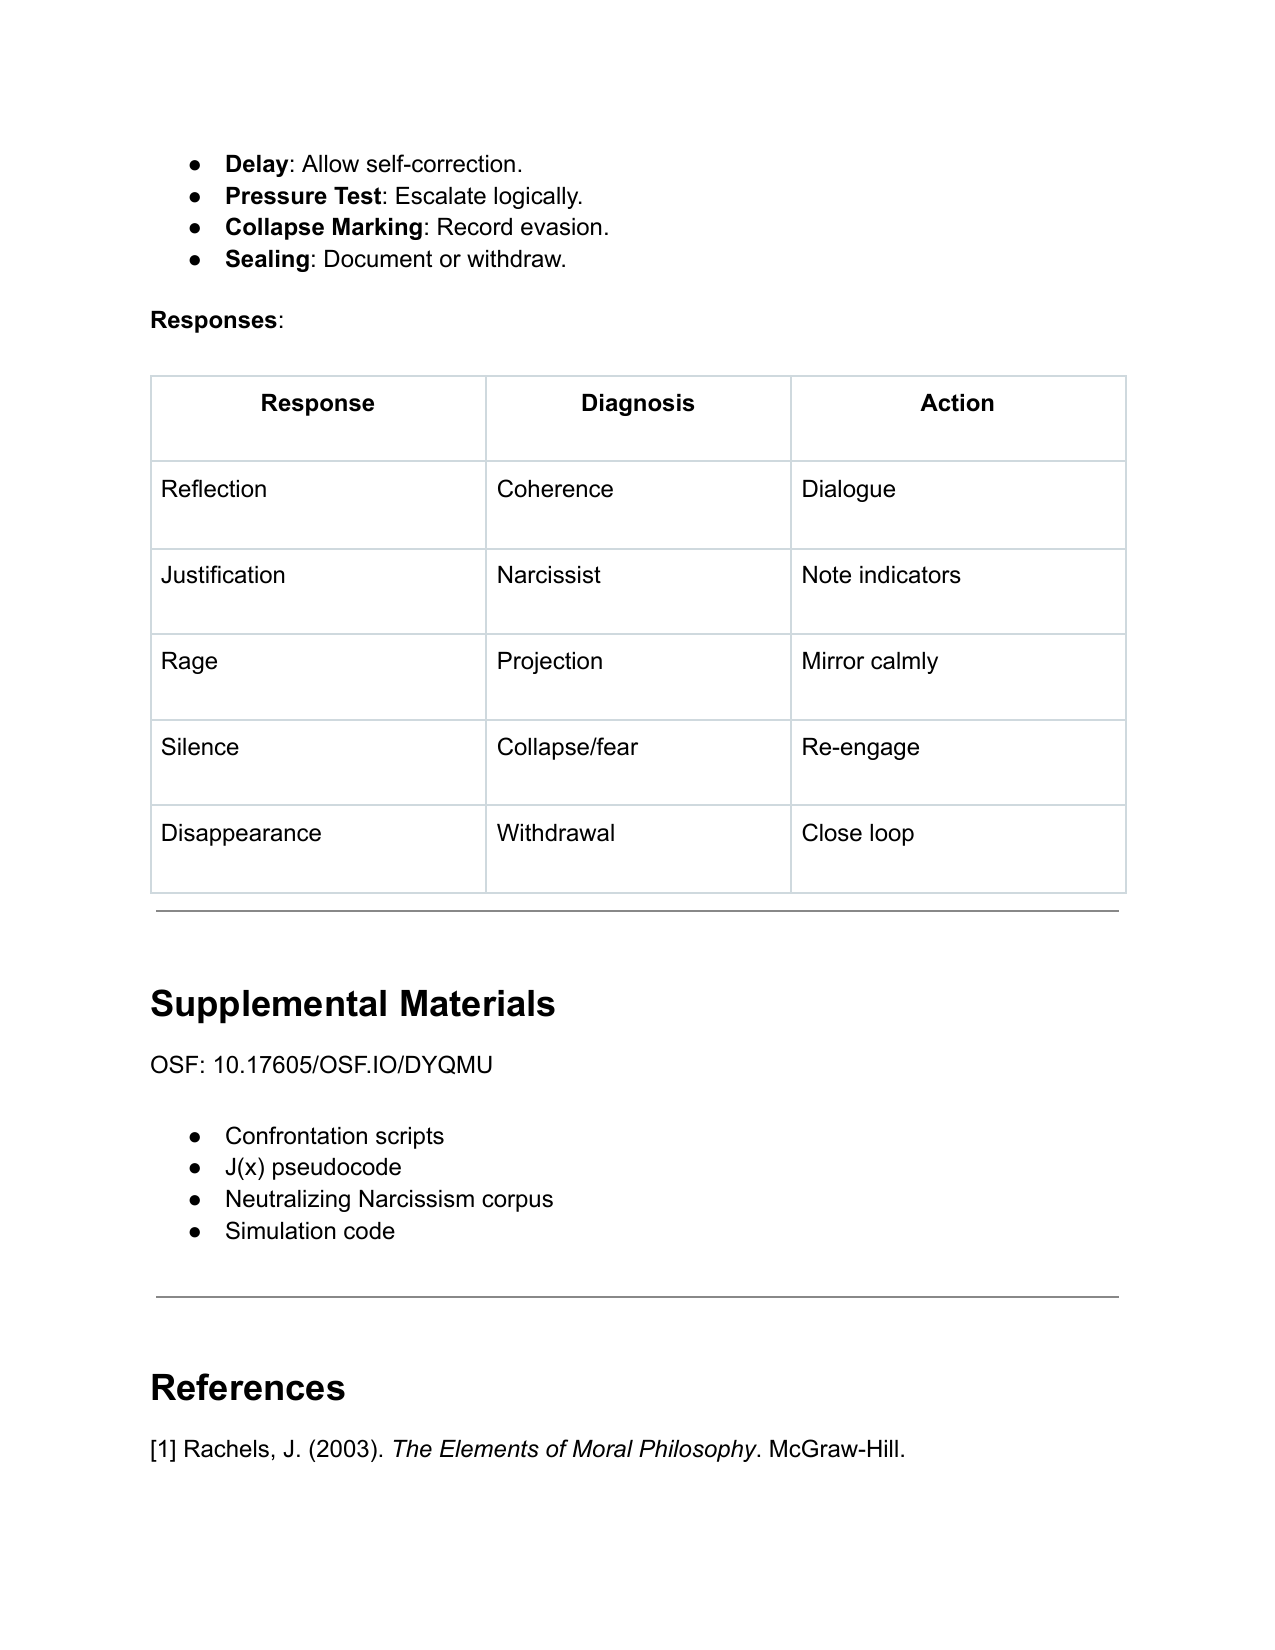 ● Delay: Allow self-correction.
● Pressure Test: Escalate logically.
● Collapse Marking: Record evasion.
● Sealing: Document or withdraw.
Responses:
Response Diagnosis Action
Reflection Coherence Dialogue
Justification Narcissist Note indicators
Rage Projection Mirror calmly
Silence Collapse/fear Re-engage
Disappearance Withdrawal Close loop
Supplemental Materials
OSF: 10.17605/OSF.IO/DYQMU
● Confrontation scripts
● J(x) pseudocode
● Neutralizing Narcissism corpus
● Simulation code
References
[1] Rachels, J. (2003). The Elements of Moral Philosophy. McGraw-Hill.